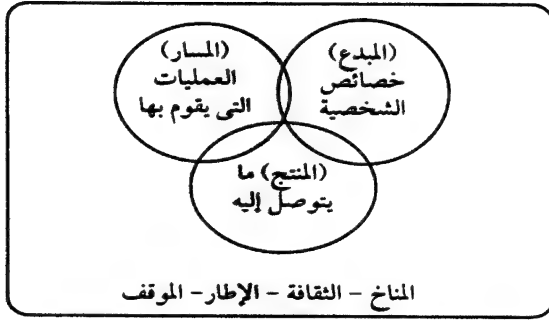 (المبدع)
خصائص
الشخصية
(المسار)
العمليات
التى يقوم بها
(المنتج) ما
يتوصل إليه
المناخ - الثقافة - الإطار - الموقف